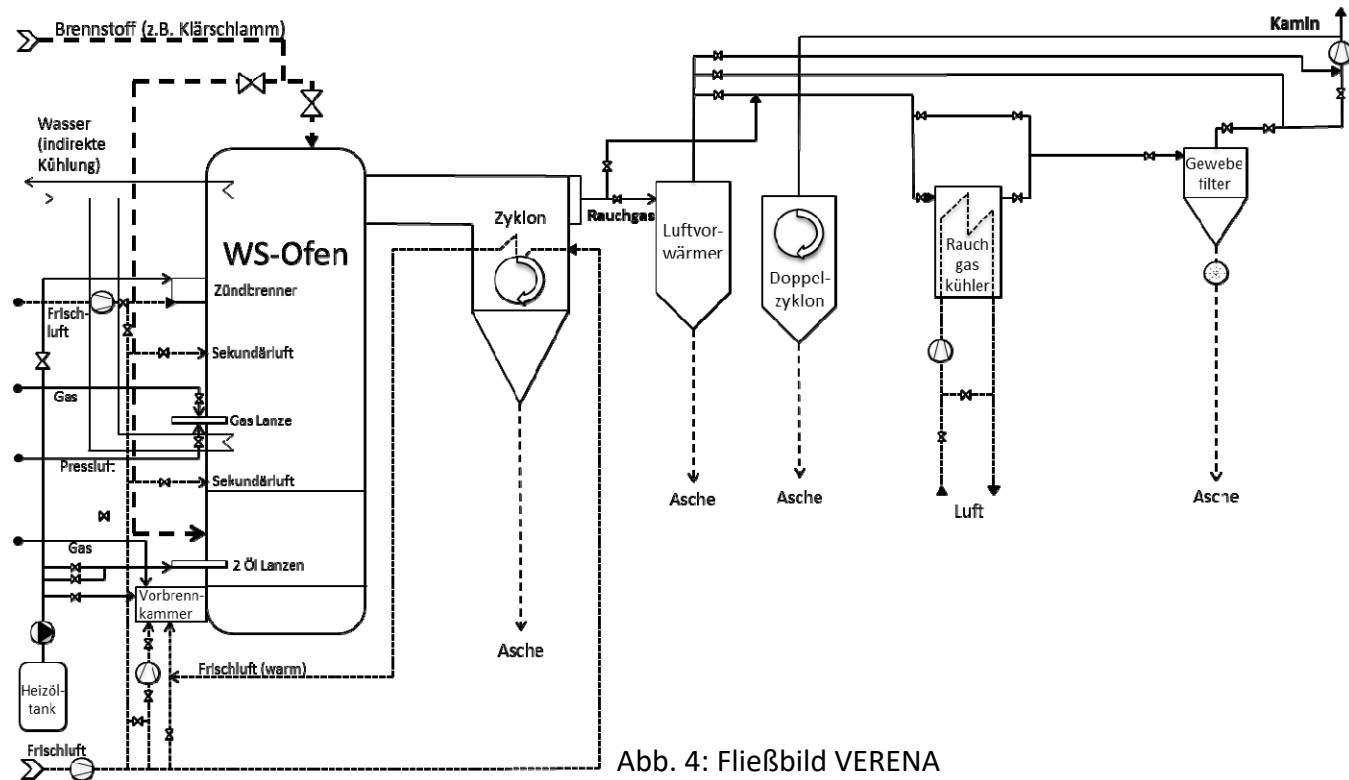 Brennstoff (z.B. Klärschlamm)
Kamin
Wasser
(indirekte
Kühlung)
WS-Ofen
Zyklon
Rauchgas
Luftvor-
wärmer
Doppel-
zyklon
Rauch
gas
kühler
Gewebe
filter
Zündbrenner
Frisch-
luft
Sekundärluft
Gas
Gas Lanze
Pressluft
Sekundärluft
Asche
Asche
Luft
Asche
Gas
2 Öl Lanzen
Vorbrenn-
kammer
Asche
Frischluft (warm)
Heizöl-
tank
Frischluft
Abb. 4: Fließbild VERENA